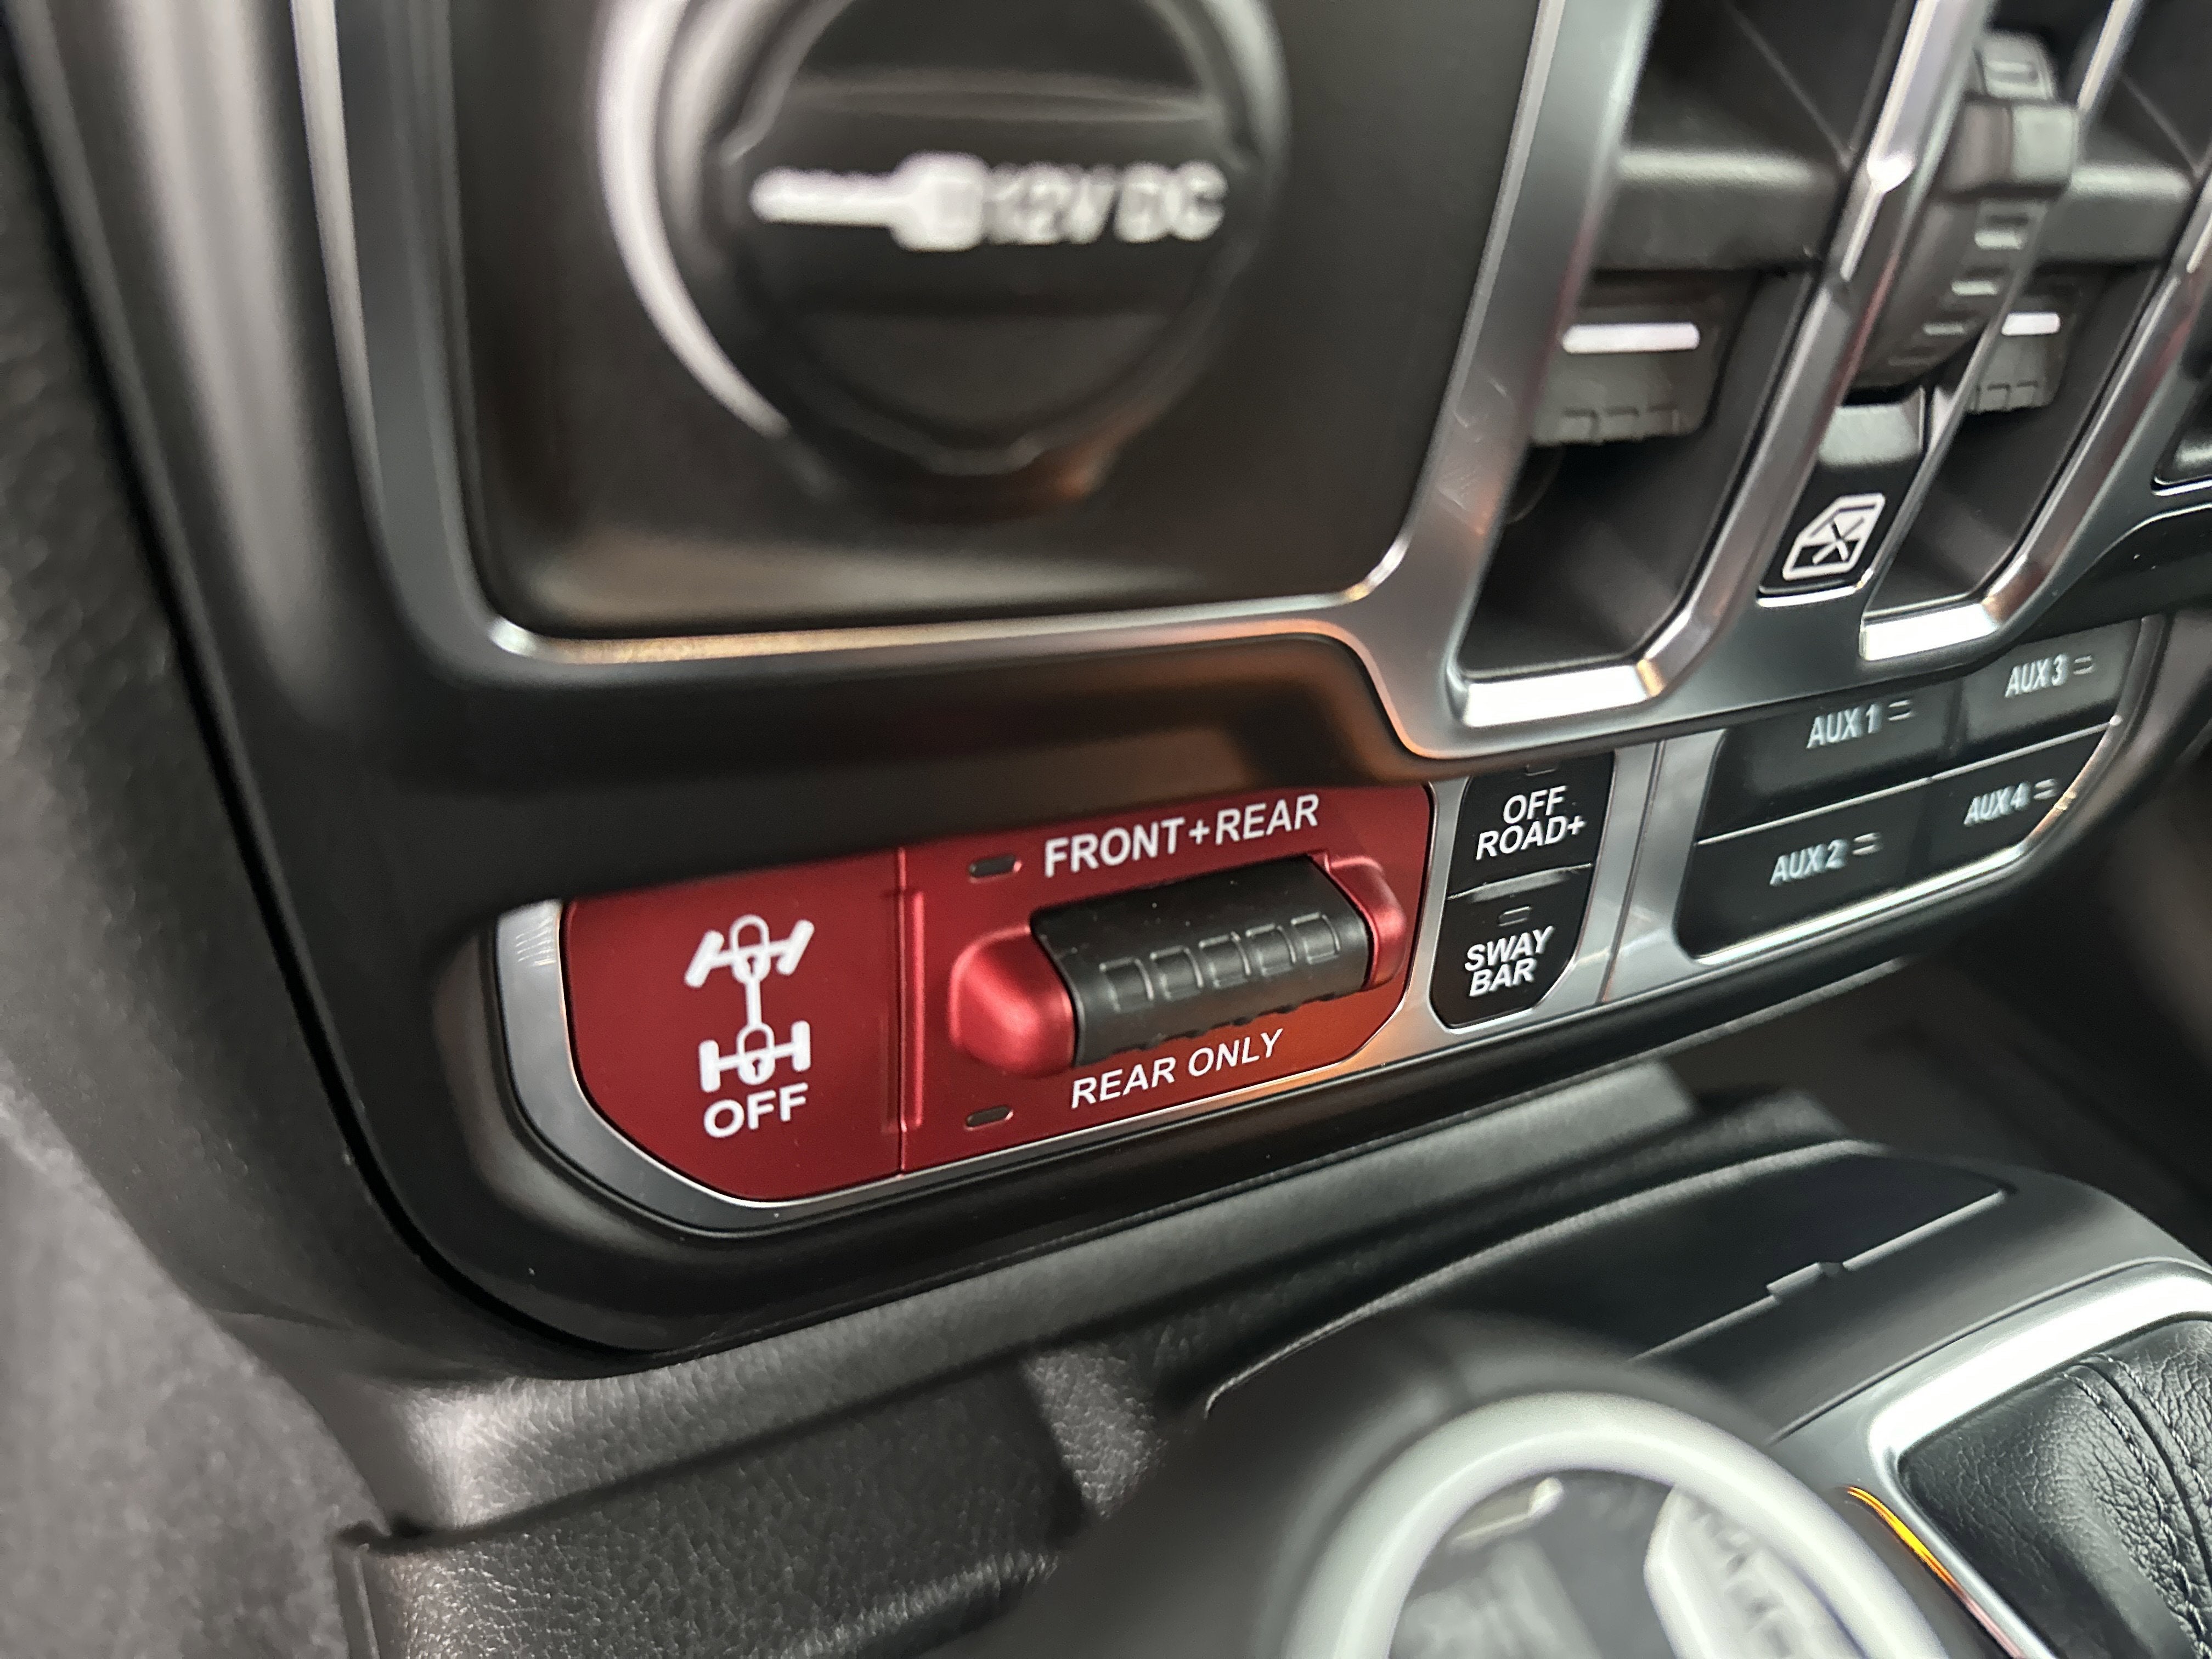 12V DC
FRONT+REAR
OFF
ROAD+
AUX 1
AUX 3
AUX 2
AUX 4
SWAY
BAR
REAR ONLY
OFF